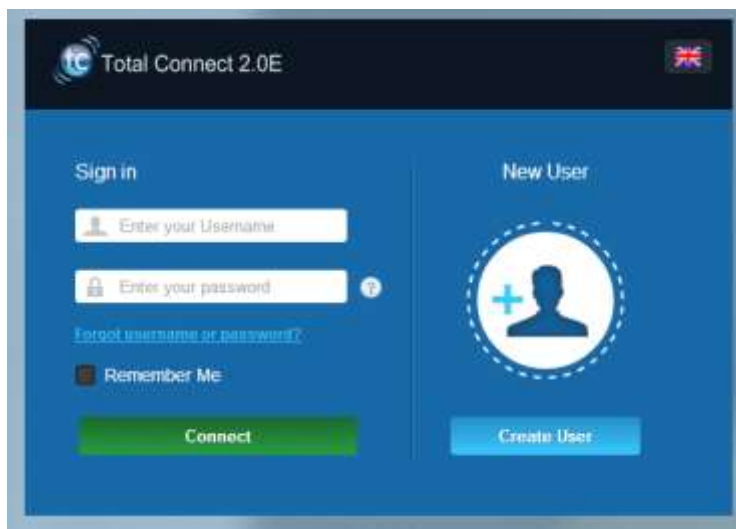 tc Total Connect 2.0E
Sign in
Enter your Username
Enter your password
?
Forgot username or password?
Remember Me
Connect
New User
+
Create User